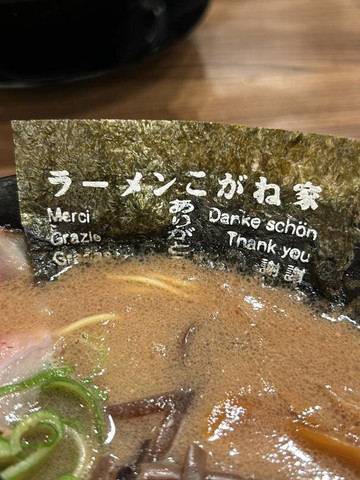 ラーメンこがね家
Merci
Grazie
Gracias
ありがと
Danke schön
Thank you
謝謝